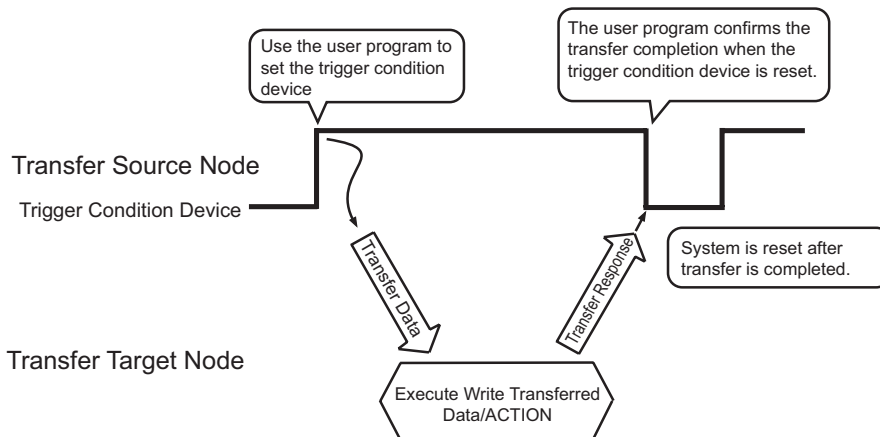 Use the user program to
set the trigger condition
device
The user program confirms the
transfer completion when the
trigger condition device is reset.
Transfer Source Node
Trigger Condition Device
Transfer Data
Transfer Response
System is reset after
transfer is completed.
Transfer Target Node
Execute Write Transferred
Data/ACTION